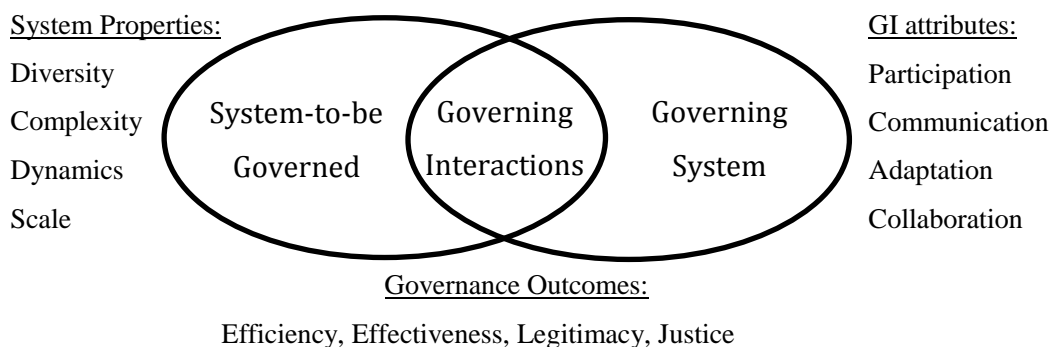 System Properties:
Diversity
Complexity
Dynamics
Scale
System-to-be
Governed
Governing
Interactions
Governing
System
GI attributes:
Participation
Communication
Adaptation
Collaboration
Governance Outcomes:
Efficiency, Effectiveness, Legitimacy, Justice